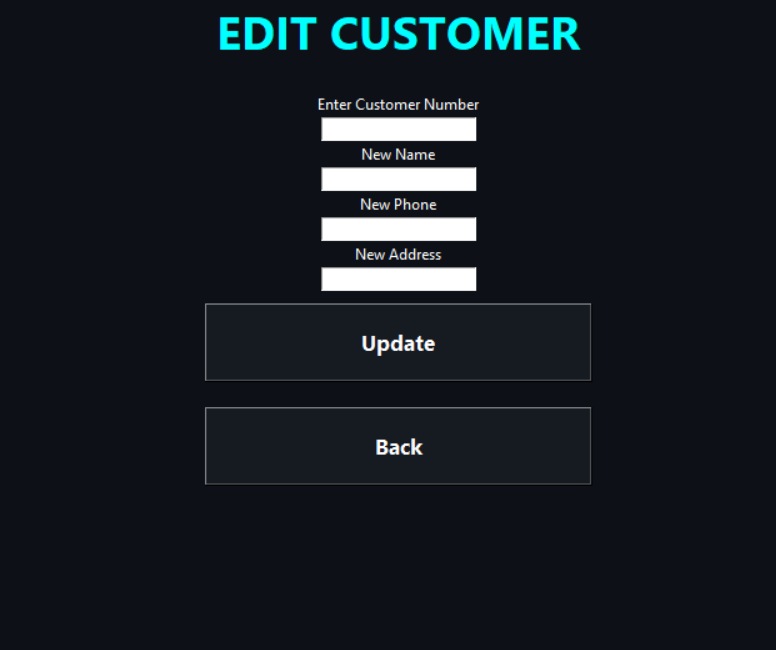 EDIT CUSTOMER
Enter Customer Number
New Name
New Phone
New Address
Update
Back